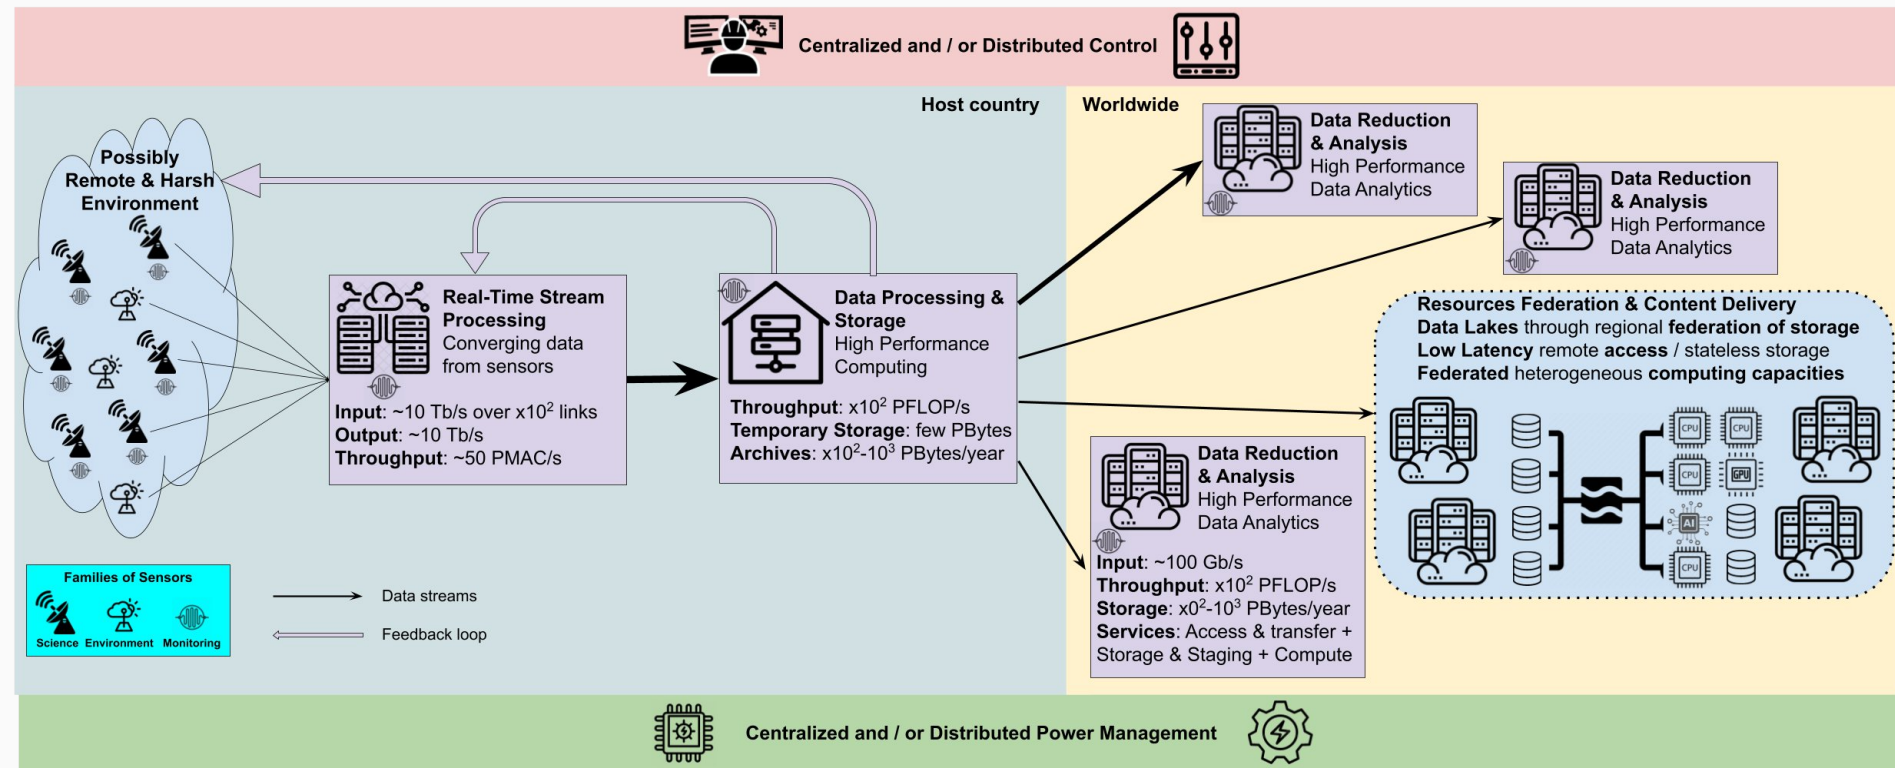 Centralized and / or Distributed Control
Host country
Worldwide
Possibly
Remote & Harsh
Environment
Real-Time Stream
Processing
Converging data
from sensors
Input: ~10 Tb/s over x10² links
Output: ~10 Tb/s
Throughput: ~50 PMAC/s
Data Processing &
Storage
High Performance
Computing
Throughput: x10² PFLOP/s
Temporary Storage: few PBytes
Archives: x10²-10³ PBytes/year
Data Reduction
& Analysis
High Performance
Data Analytics
Data Reduction
& Analysis
High Performance
Data Analytics
Resources Federation & Content Delivery
Data Lakes through regional federation of storage
Low Latency remote access / stateless storage
Federated heterogeneous computing capacities
CPU
CPU
CPU
GPU
AI
CPU
Data Reduction
& Analysis
High Performance
Data Analytics
Input: ~100 Gb/s
Throughput: x10² PFLOP/s
Storage: x0²-10³ PBytes/year
Services: Access & transfer +
Storage & Staging + Compute
Families of Sensors
Science Environment Monitoring
Data streams
Feedback loop
Centralized and / or Distributed Power Management